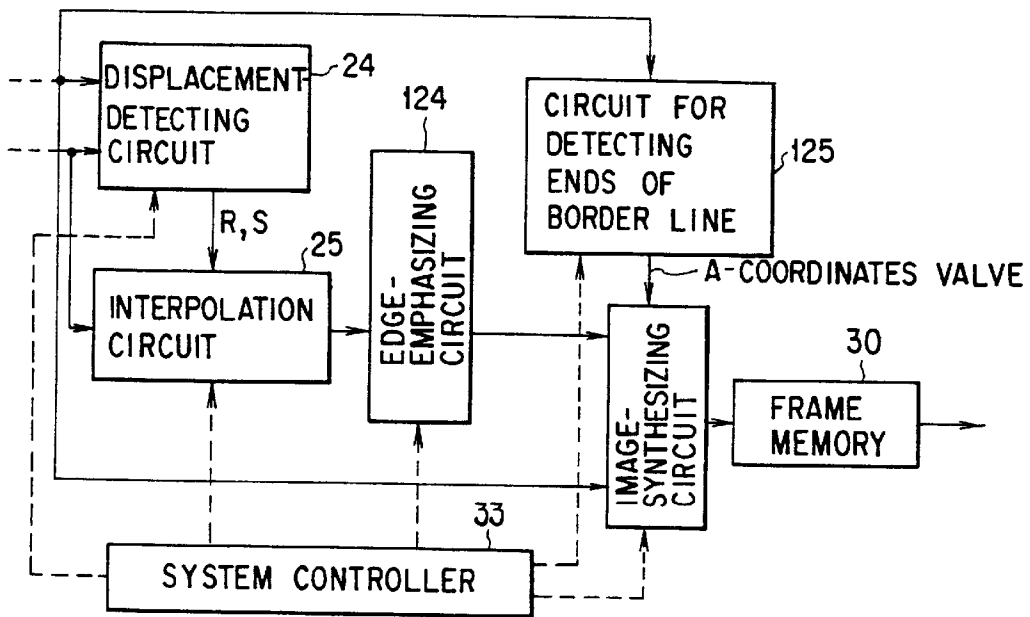 DISPLACEMENT
DETECTING
CIRCUIT
24
R,S
25
INTERPOLATION
CIRCUIT
124
EDGE-
EMPHASIZING
CIRCUIT
CIRCUIT FOR
DETECTING
ENDS OF
BORDER LINE
125
A-COORDINATES VALVE
IMAGE-
SYNTHESIZING
CIRCUIT
30
FRAME
MEMORY
33
SYSTEM CONTROLLER